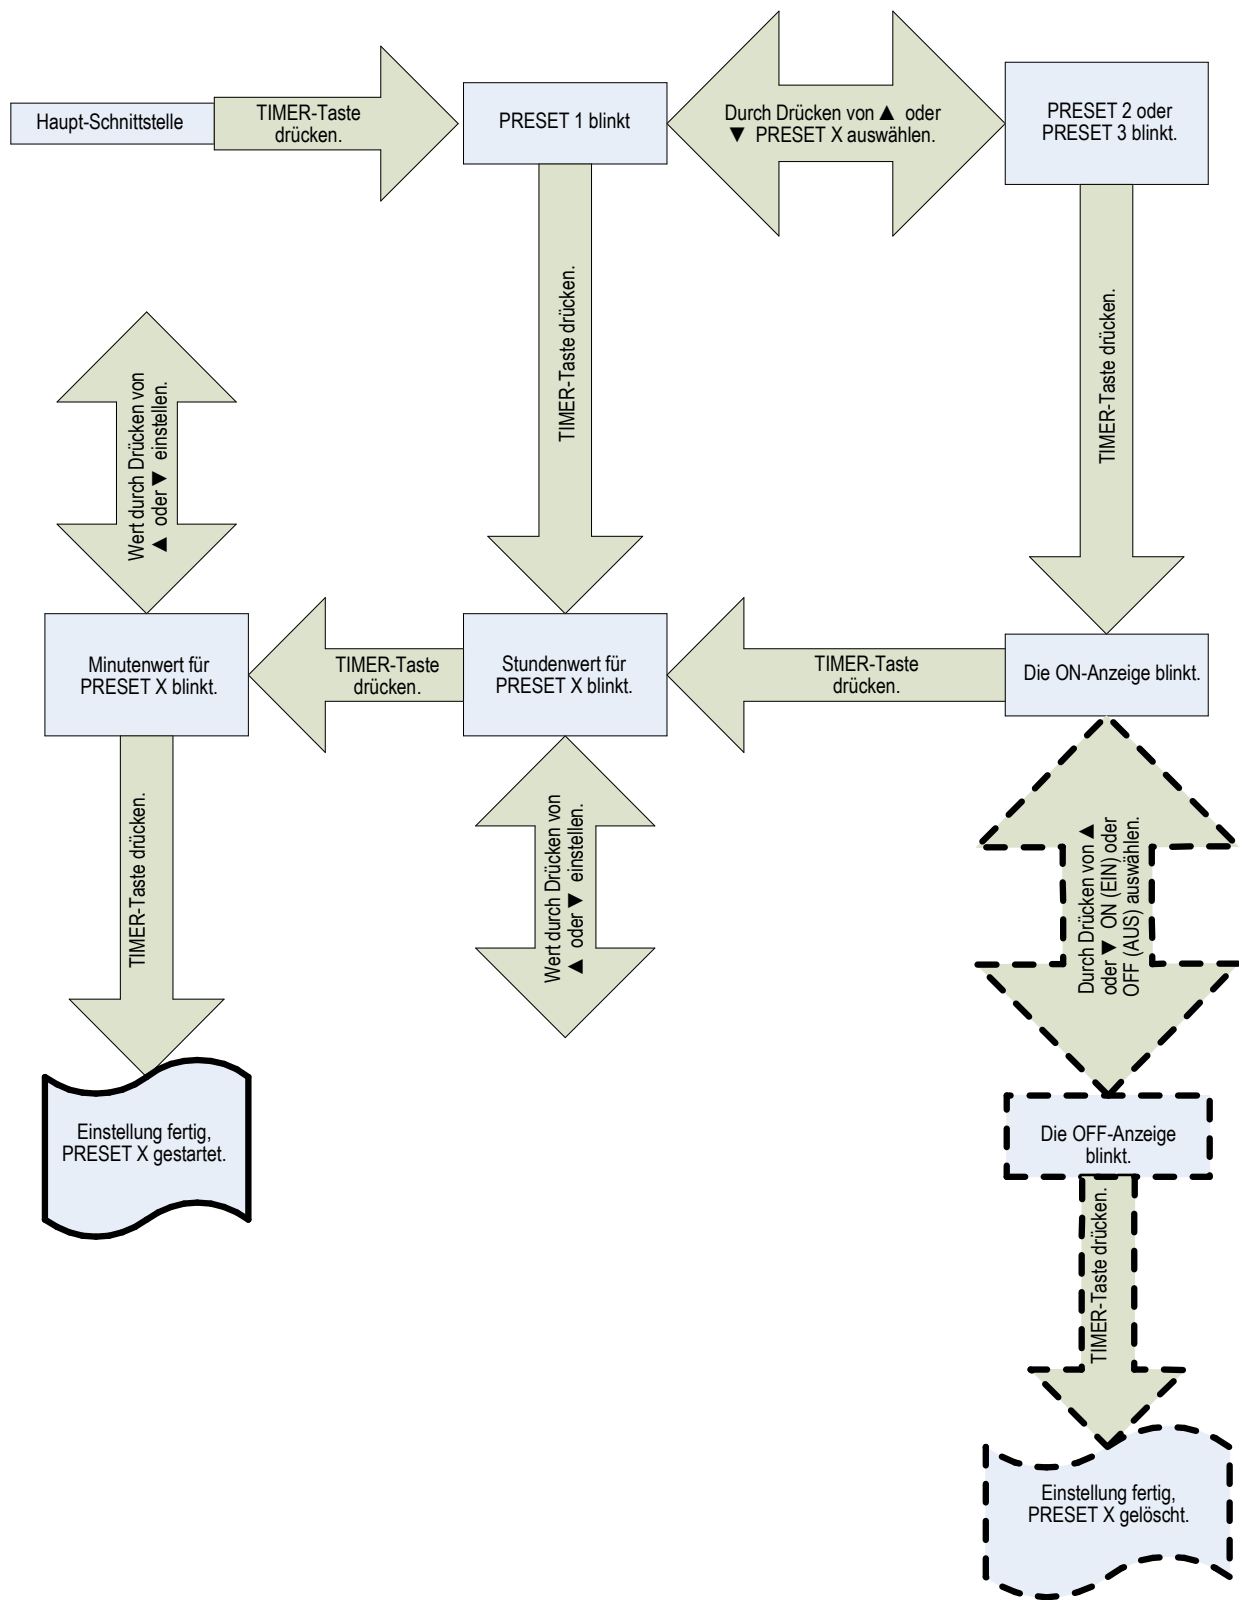 Haupt-Schnittstelle
TIMER-Taste
drücken.
PRESET 1 blinkt
Durch Drücken von ▲ oder
▼ PRESET X auswählen.
PRESET 2 oder
PRESET 3 blinkt.
TIMER-Taste drücken.
TIMER-Taste drücken.
Wert durch Drücken von
▲ oder ▼ einstellen.
Minutenwert für
PRESET X blinkt.
TIMER-Taste
drücken.
Stundenwert für
PRESET X blinkt.
TIMER-Taste
drücken.
Die ON-Anzeige blinkt.
TIMER-Taste drücken.
Wert durch Drücken von
▲ oder ▼ einstellen.
Durch Drücken von ▲
oder ▼ ON (EIN) oder
OFF (AUS) auswählen.
Einstellung fertig,
PRESET X gestartet.
Die OFF-Anzeige
blinkt.
TIMER-Taste drücken.
Einstellung fertig,
PRESET X gelöscht.